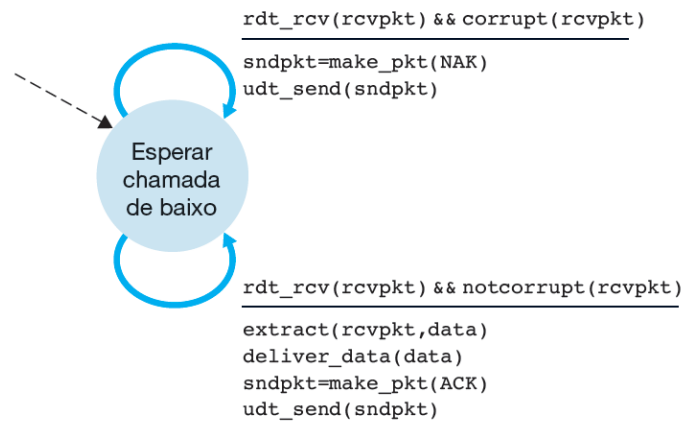 rdt_rcv(rcvpkt) && corrupt(rcvpkt)
sndpkt=make_pkt(NAK)
udt_send(sndpkt)
Esperar
chamada
de baixo
rdt_rcv(rcvpkt) && notcorrupt(rcvpkt)
extract(rcvpkt,data)
deliver_data(data)
sndpkt=make_pkt(ACK)
udt_send(sndpkt)